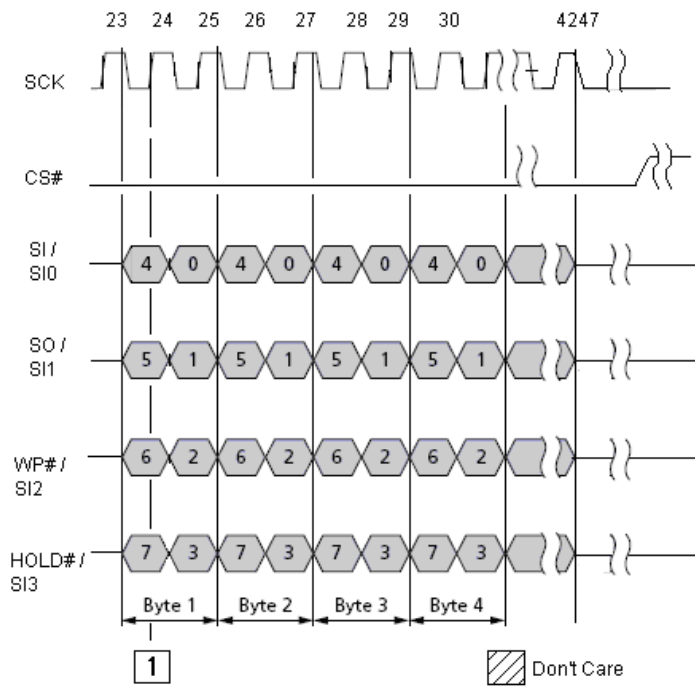 23 24 25 26 27 28 29 30 4247
SCK
CS#
SI /
SI0
4 0 4 0 4 0 4 0
SO /
SI1
5 1 5 1 5 1 5 1
WP# /
SI2
6 2 6 2 6 2 6 2
HOLD# /
SI3
7 3 7 3 7 3 7 3
Byte 1 Byte 2 Byte 3 Byte 4
1
Don't Care